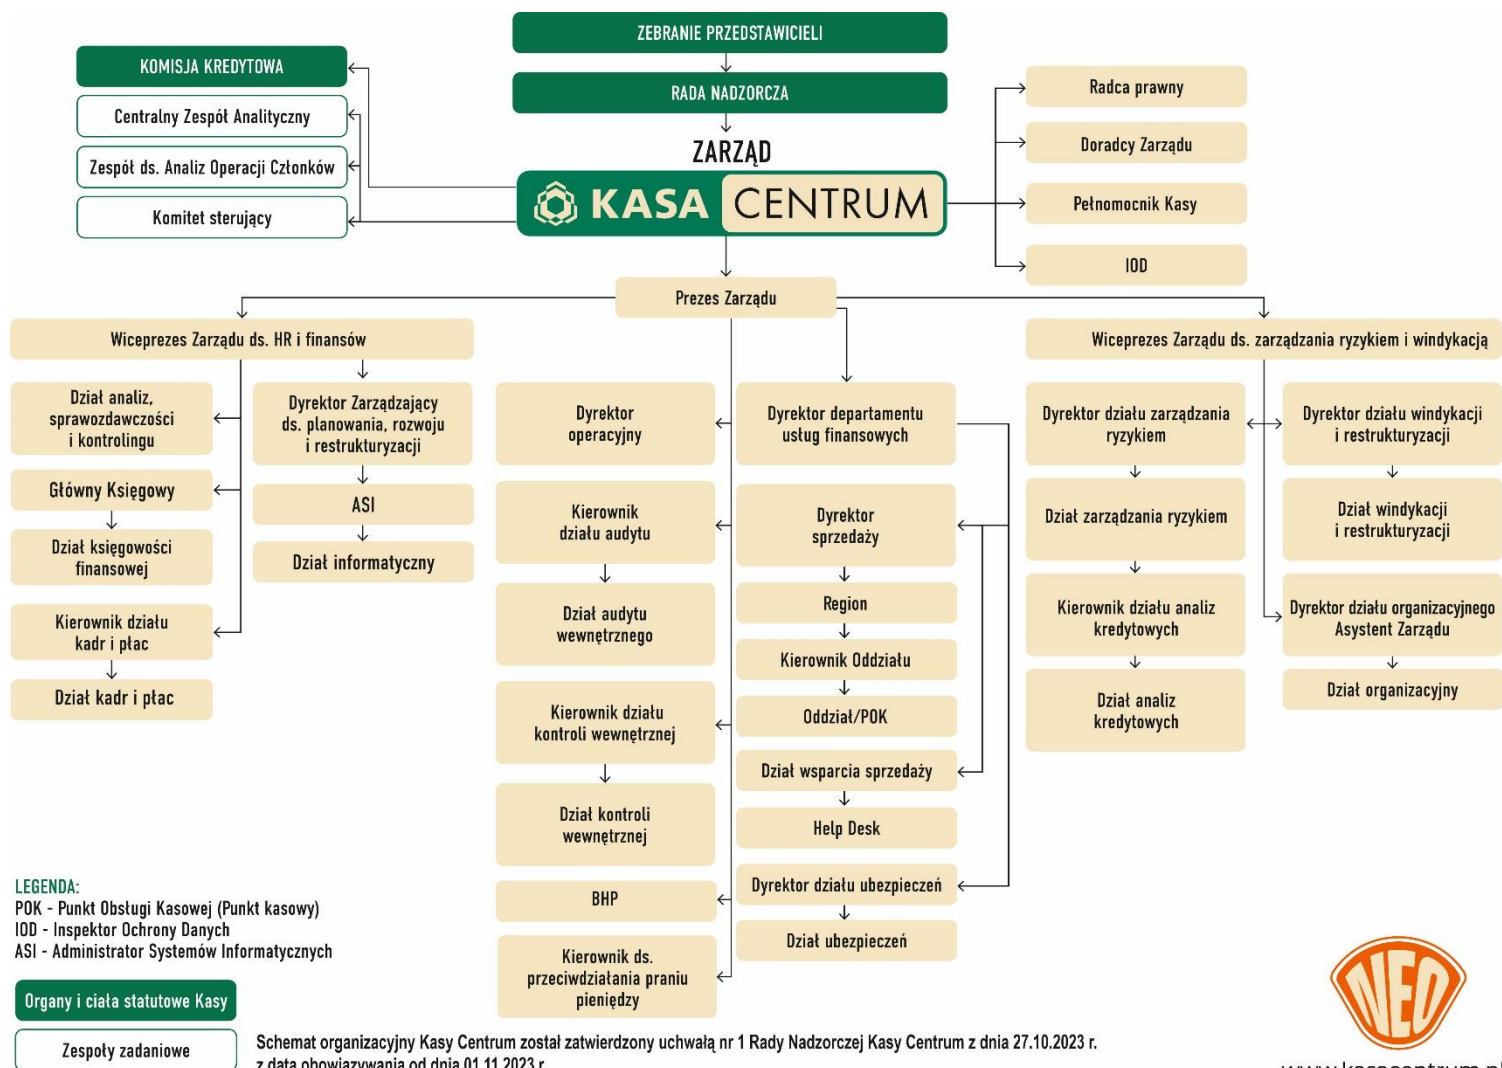 ZEBRANIE PRZEDSTAWICIELI
RADA NADZORCZA
ZARZĄD
KASA CENTRUM
KOMISJA KREDYTOWA
Centralny Zespół Analityczny
Zespół ds. Analiz Operacji Członków
Komitet sterujący
Radca prawny
Doradcy Zarządu
Pełnomocnik Kasy
IOD
Prezes Zarządu
Wiceprezes Zarządu ds. HR i finansów
Dział analiz,
sprawozdawczości
i kontrolingu
Główny Księgowy
Dział księgowości
finansowej
Kierownik działu
kadr i płac
Dział kadr i płac
Dyrektor Zarządzający
ds. planowania, rozwoju
i restrukturyzacji
ASI
Dział informatyczny
Dyrektor
operacyjny
Kierownik
działu audytu
Dział audytu
wewnętrznego
Kierownik działu
kontroli wewnętrznej
Dział kontroli
wewnętrznej
BHP
Kierownik ds.
przeciwdziałania praniu
pieniędzy
Dyrektor departamentu
usług finansowych
Dyrektor
sprzedaży
Region
Kierownik Oddziału
Oddział/POK
Dział wsparcia sprzedaży
Help Desk
Dyrektor działu ubezpieczeń
Dział ubezpieczeń
Wiceprezes Zarządu ds. zarządzania ryzykiem i windykacją
Dyrektor działu zarządzania
ryzykiem
Dział zarządzania ryzykiem
Kierownik działu analiz
kredytowych
Dział analiz
kredytowych
Dyrektor działu windykacji
i restrukturyzacji
Dział windykacji
i restrukturyzacji
Dyrektor działu organizacyjnego
Asystent Zarządu
Dział organizacyjny
LEGENDA:
POK - Punkt Obsługi Kasowej (Punkt kasowy)
IOD - Inspektor Ochrony Danych
ASI - Administrator Systemów Informatycznych
Organy i ciała statutowe Kasy
Zespoły zadaniowe
Schemat organizacyjny Kasy Centrum został zatwierdzony uchwałą nr 1 Rady Nadzorczej Kasy Centrum z dnia 27.10.2023 r.
z datą obowiązywania od dnia 01.11.2023 r.
NEO